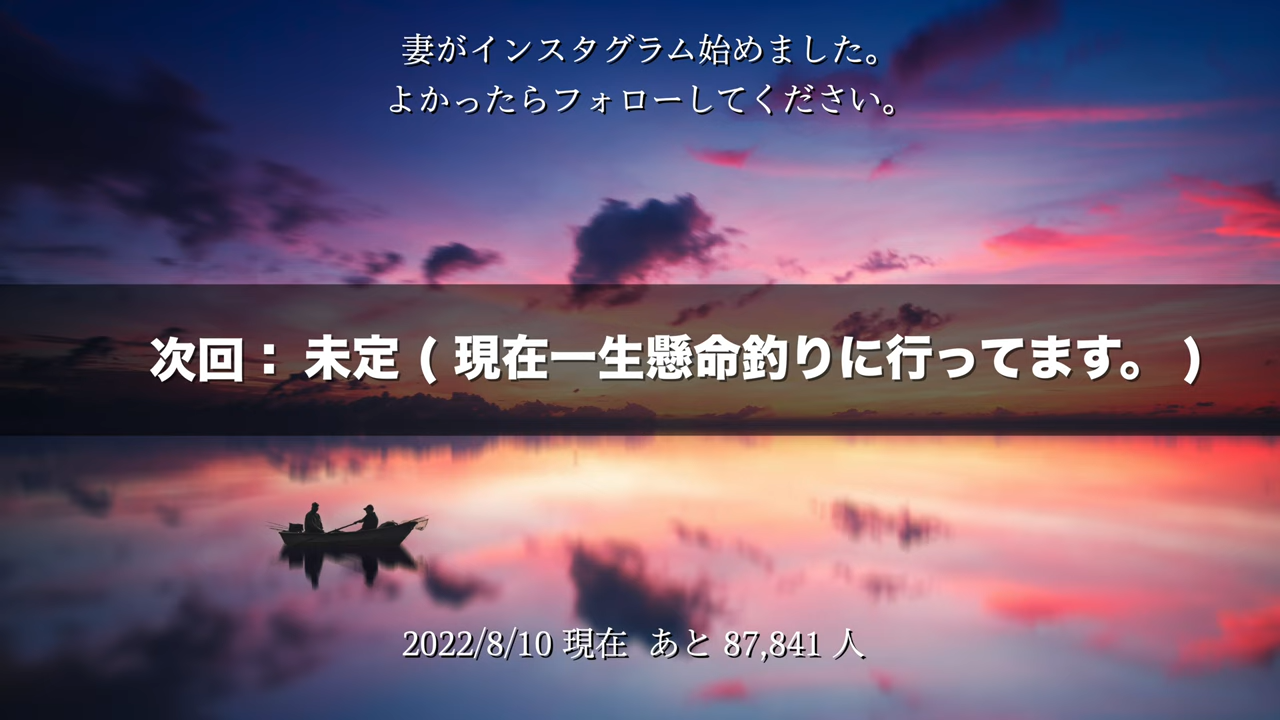 妻がインスタグラム始めました。
よかったらフォローしてください。
次回： 未定 ( 現在一生懸命釣りに行ってます。 )
2022/8/10 現在 あと 87,841 人